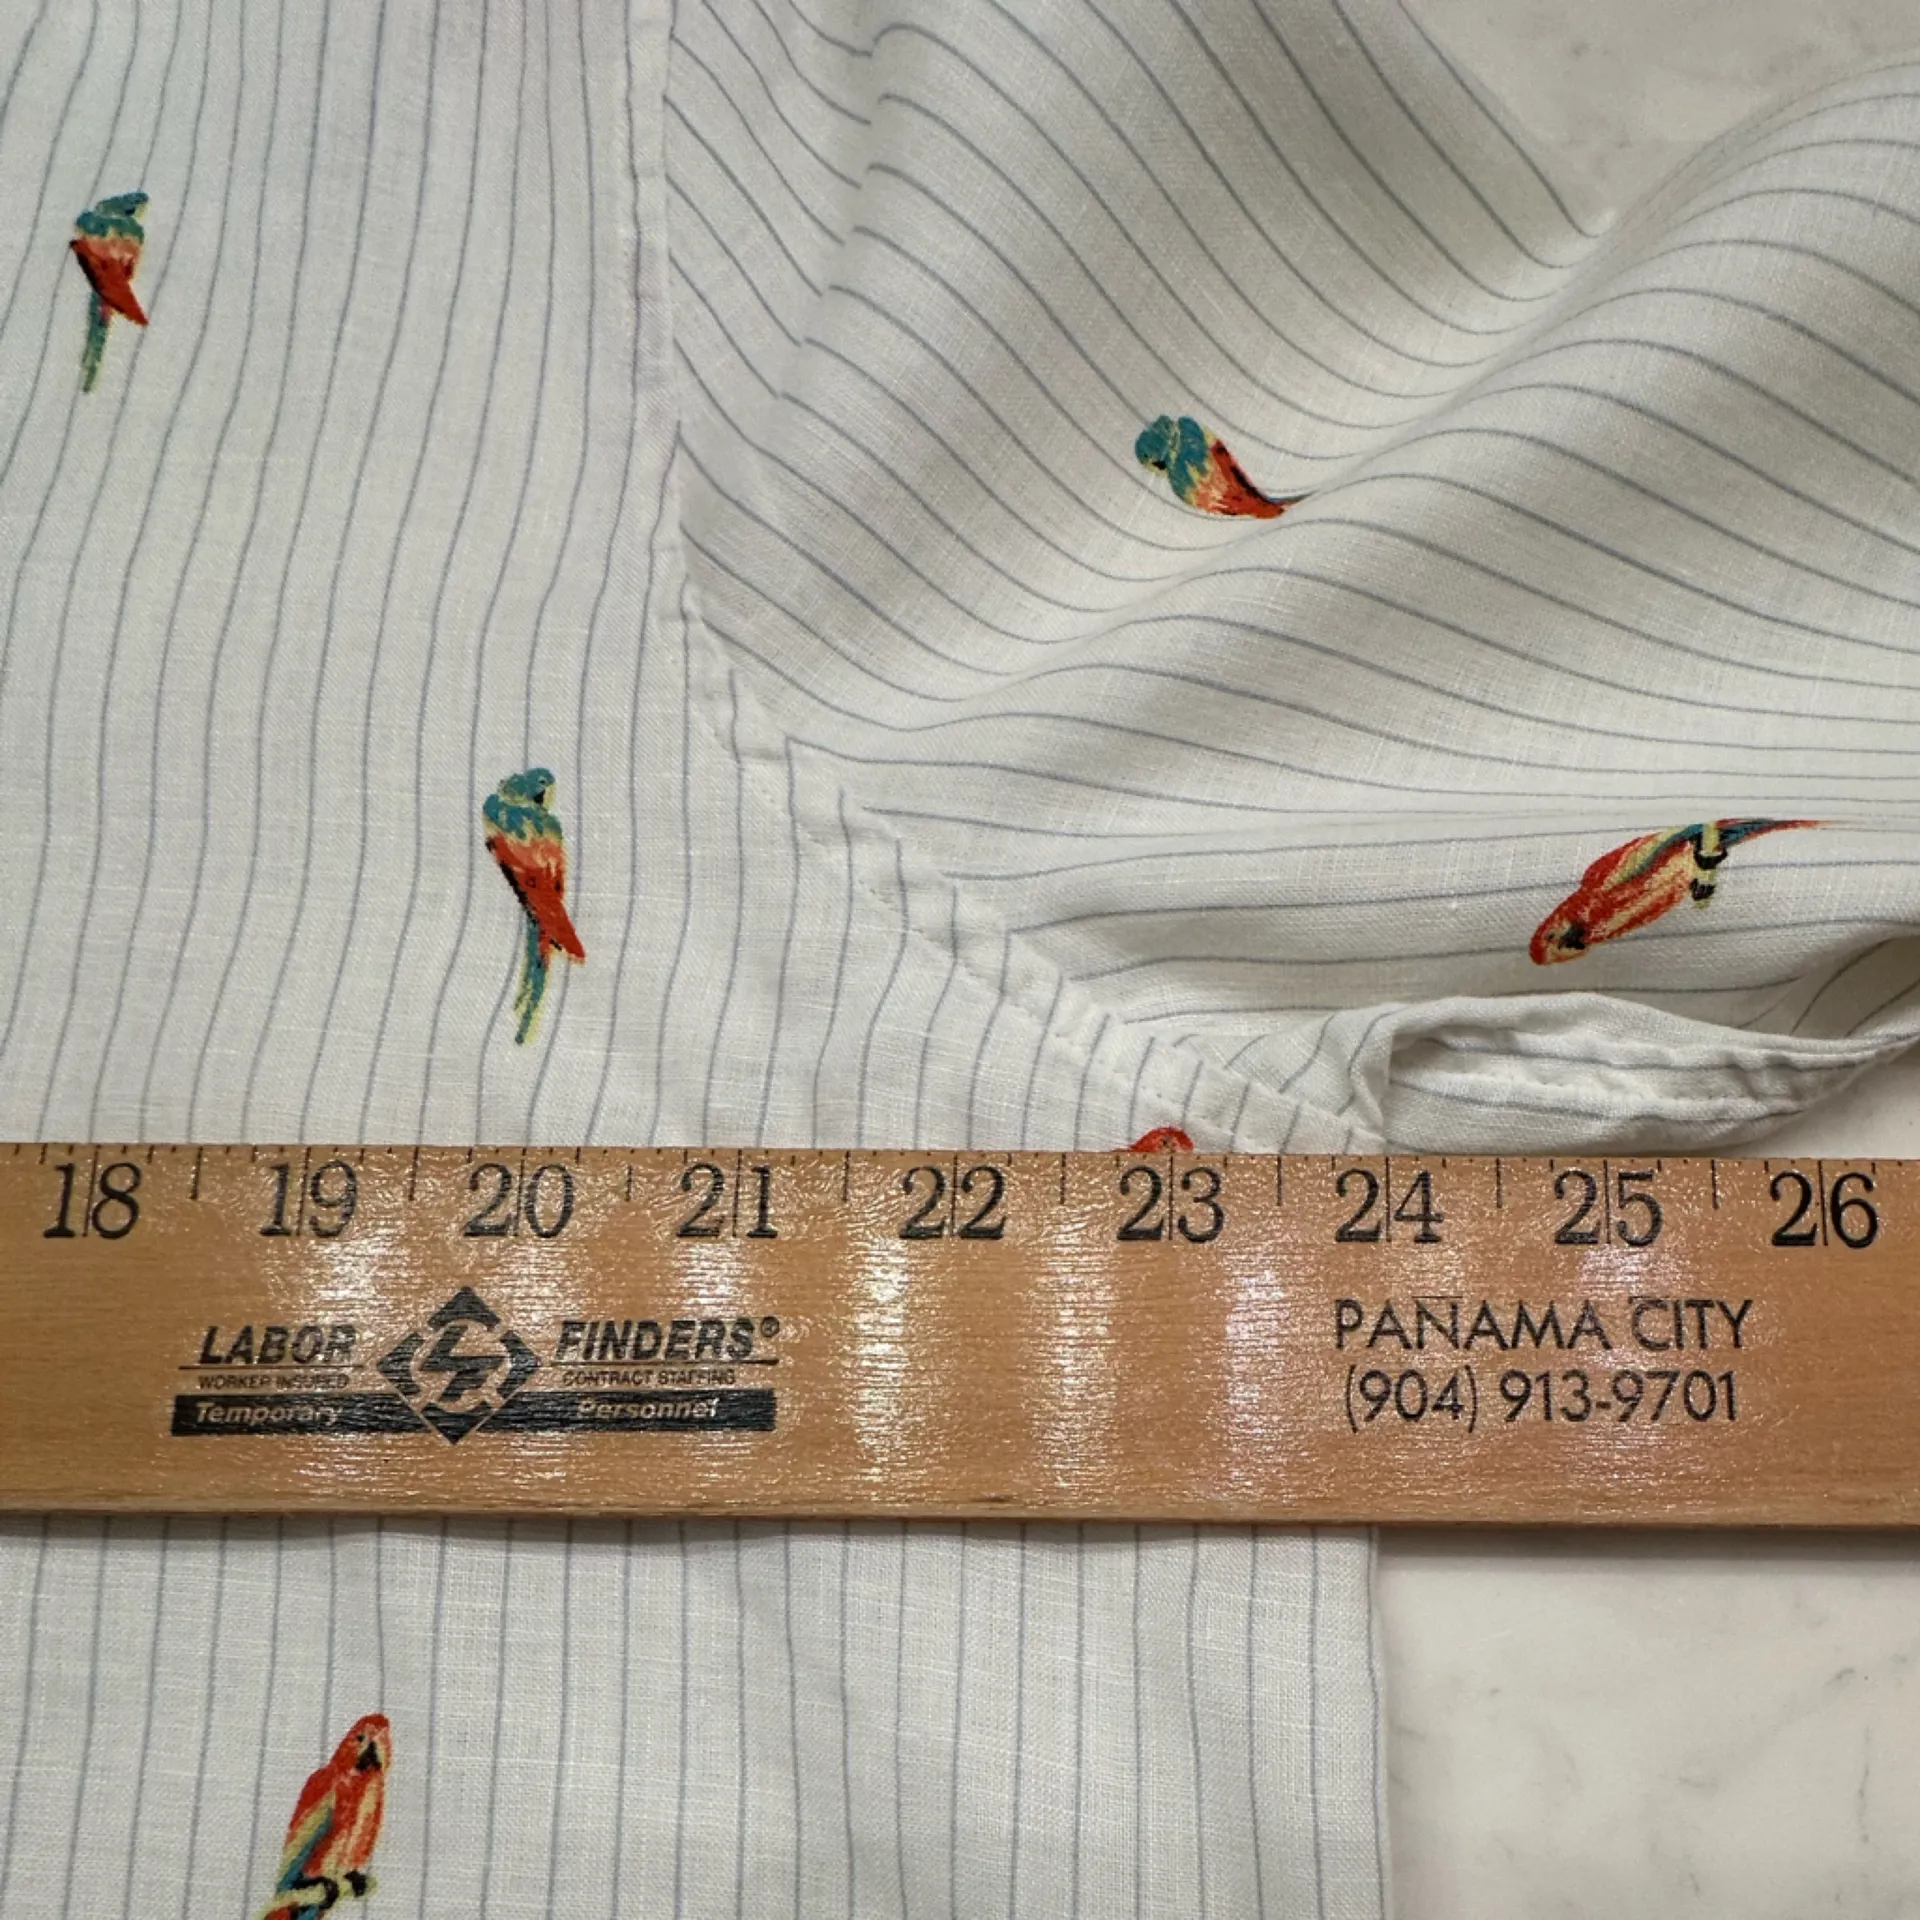 18 19 20 21 22 23 24 25 26
LABOR FINDERS®
WORKER INSURED CONTRACT STAFFING
Temporary Personnel
PANAMA CITY
(904) 913-9701